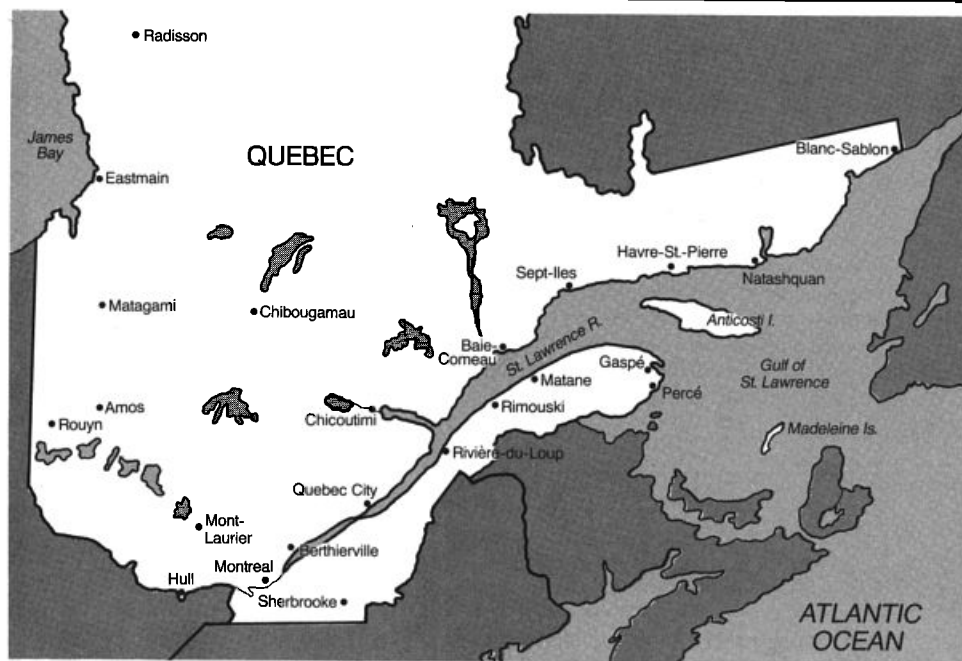 Radisson
James
Bay
QUEBEC
Blanc-Sablon
Eastmain
Havre-St.-Pierre
Sept-Iles
Natashquan
Matagami
Chibougamau
Anticosti I.
St. Lawrence R.
Baie-
Comeau
Gaspé
Gulf of
St. Lawrence
Matane
Percé
Amos
Rimouski
Chicoutimi
Rouyn
Madeleine Is.
Rivière-du-Loup
Quebec City
Mont-
Laurier
Berthierville
Montreal
Hull
Sherbrooke
ATLANTIC
OCEAN